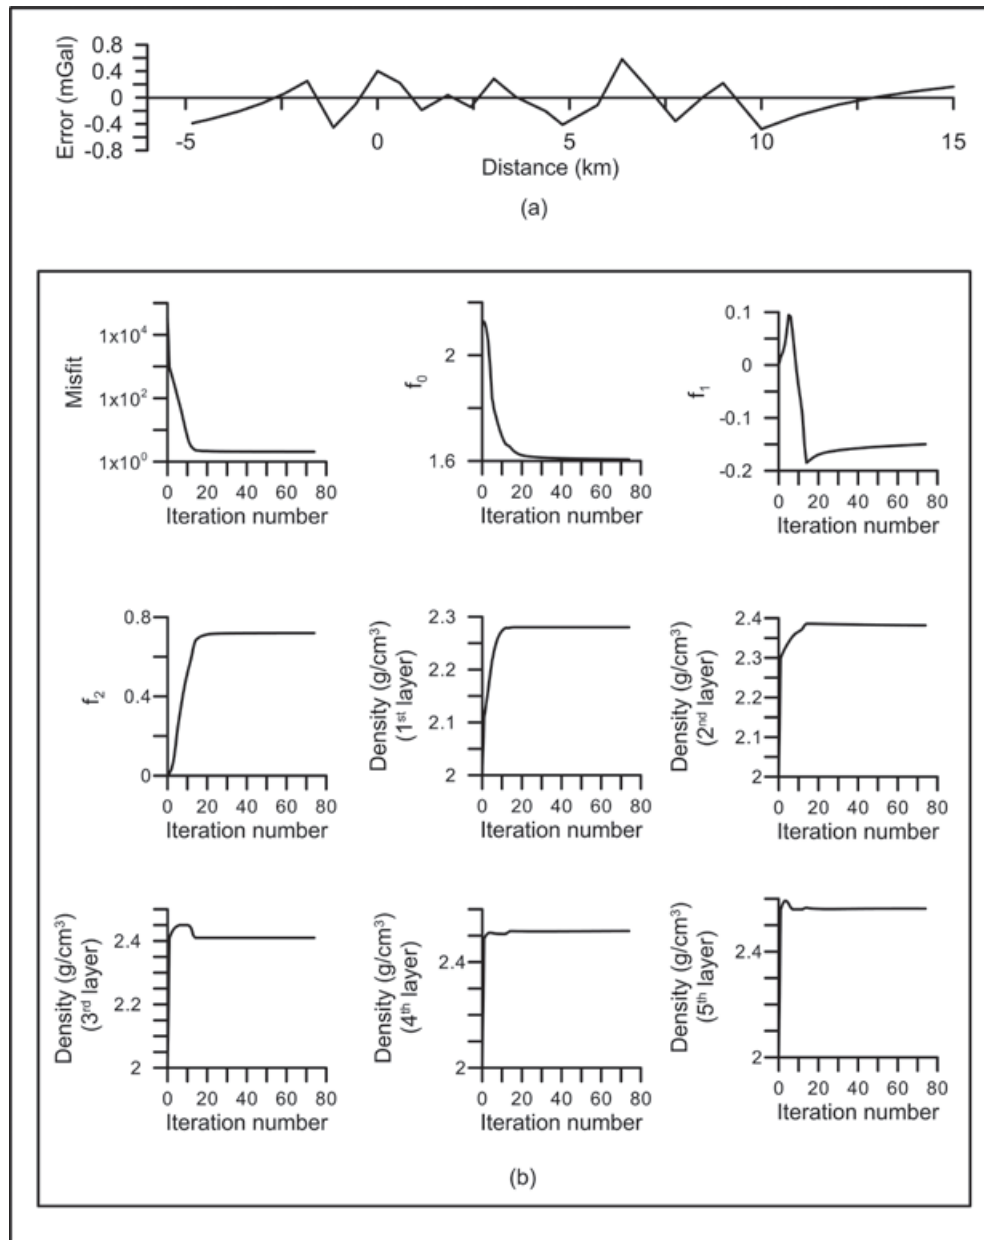 0.8
0.4
0
-0.4
-0.8
Error (mGal)
-5 0 5 10 15
Distance (km)
(a)
1x10⁴
1x10²
1x10⁰
Misfit
0 20 40 60 80
Iteration number
2
1.6
f₀
0 20 40 60 80
Iteration number
0.1
0
-0.1
-0.2
f₁
0 20 40 60 80
Iteration number
0.8
0.4
0
f₂
0 20 40 60 80
Iteration number
2.3
2.2
2.1
2
Density (g/cm³)
(1ˢᵗ layer)
0 20 40 60 80
Iteration number
2.4
2.3
2.2
2.1
2
Density (g/cm³)
(2ⁿᵈ layer)
0 20 40 60 80
Iteration number
2.4
2.2
2
Density (g/cm³)
(3ʳᵈ layer)
0 20 40 60 80
Iteration number
2.4
2
Density (g/cm³)
(4ᵗʰ layer)
0 20 40 60 80
Iteration number
2.4
2
Density (g/cm³)
(5ᵗʰ layer)
0 20 40 60 80
Iteration number
(b)